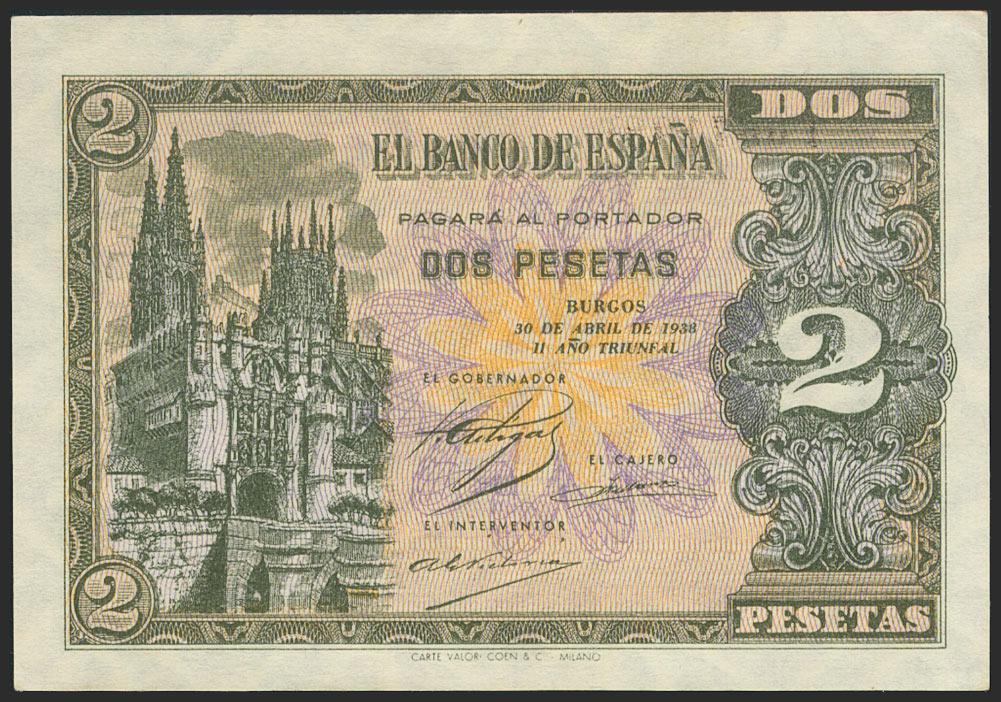 2
DOS
EL BANCO DE ESPAÑA
PAGARÁ AL PORTADOR
DOS PESETAS
BURGOS
30 DE ABRIL DE 1938
II AÑO TRIUNFAL
2
EL GOBERNADOR
EL CAJERO
EL INTERVENTOR
2
PESETAS
CARTE VALORI COEN & C. - MILANO